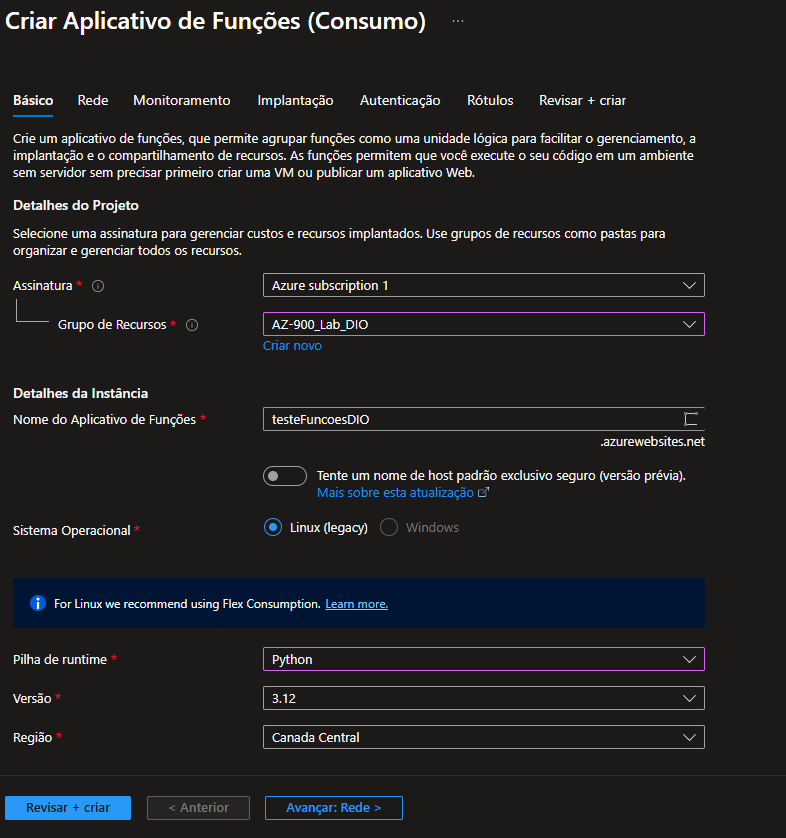 Criar Aplicativo de Funções (Consumo) ...
Básico Rede Monitoramento Implantação Autenticação Rótulos Revisar + criar
Crie um aplicativo de funções, que permite agrupar funções como uma unidade lógica para facilitar o gerenciamento, a
implantação e o compartilhamento de recursos. As funções permitem que você execute o seu código em um ambiente
sem servidor sem precisar primeiro criar uma VM ou publicar um aplicativo Web.
Detalhes do Projeto
Selecione uma assinatura para gerenciar custos e recursos implantados. Use grupos de recursos como pastas para
organizar e gerenciar todos os recursos.
Assinatura * Azure subscription 1
Grupo de Recursos * AZ-900_Lab_DIO
Criar novo
Detalhes da Instância
Nome do Aplicativo de Funções * testeFuncoesDIO
.azurewebsites.net
Tente um nome de host padrão exclusivo seguro (versão prévia).
Mais sobre esta atualização
Sistema Operacional * Linux (legacy) Windows
For Linux we recommend using Flex Consumption. Learn more.
Pilha de runtime * Python
Versão * 3.12
Região * Canada Central
Revisar + criar < Anterior Avançar: Rede >